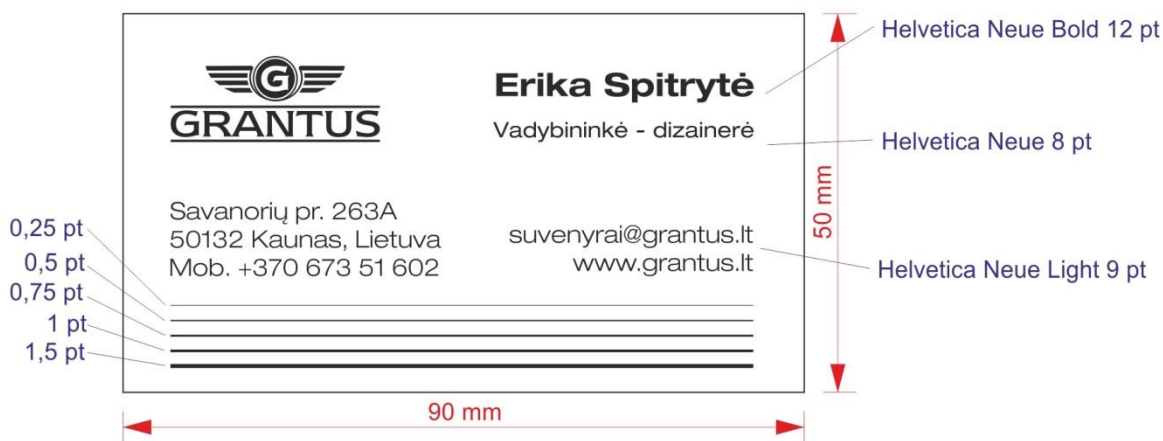 Helvetica Neue Bold 12 pt
G
GRANTUS
Erika Spitrytė
Vadybininkė - dizainerė
Helvetica Neue 8 pt
50 mm
Savanorių pr. 263A
50132 Kaunas, Lietuva
Mob. +370 673 51 602
suvenyrai@grantus.lt
www.grantus.lt
Helvetica Neue Light 9 pt
0,25 pt
0,5 pt
0,75 pt
1 pt
1,5 pt
90 mm